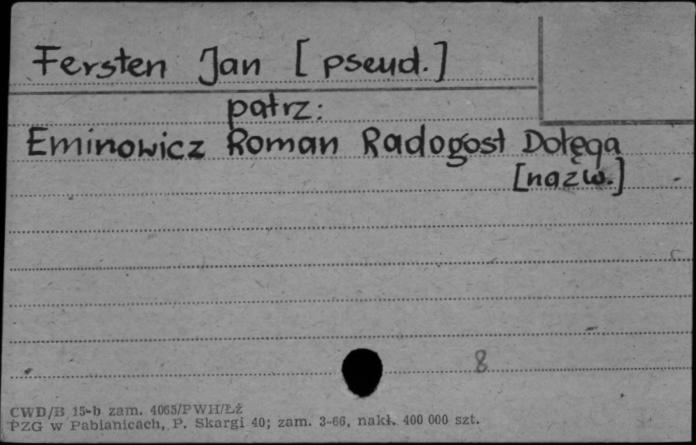 Fersten Jan [pseud.]
patrz:
Eminowicz Roman Radogost Dołęga
[nazw.]
8
CWD/B 15-b zam. 4065/PWH/Łż
PZG w Pabianicach, P. Skargi 40; zam. 3-66, nakł. 400 000 szt.